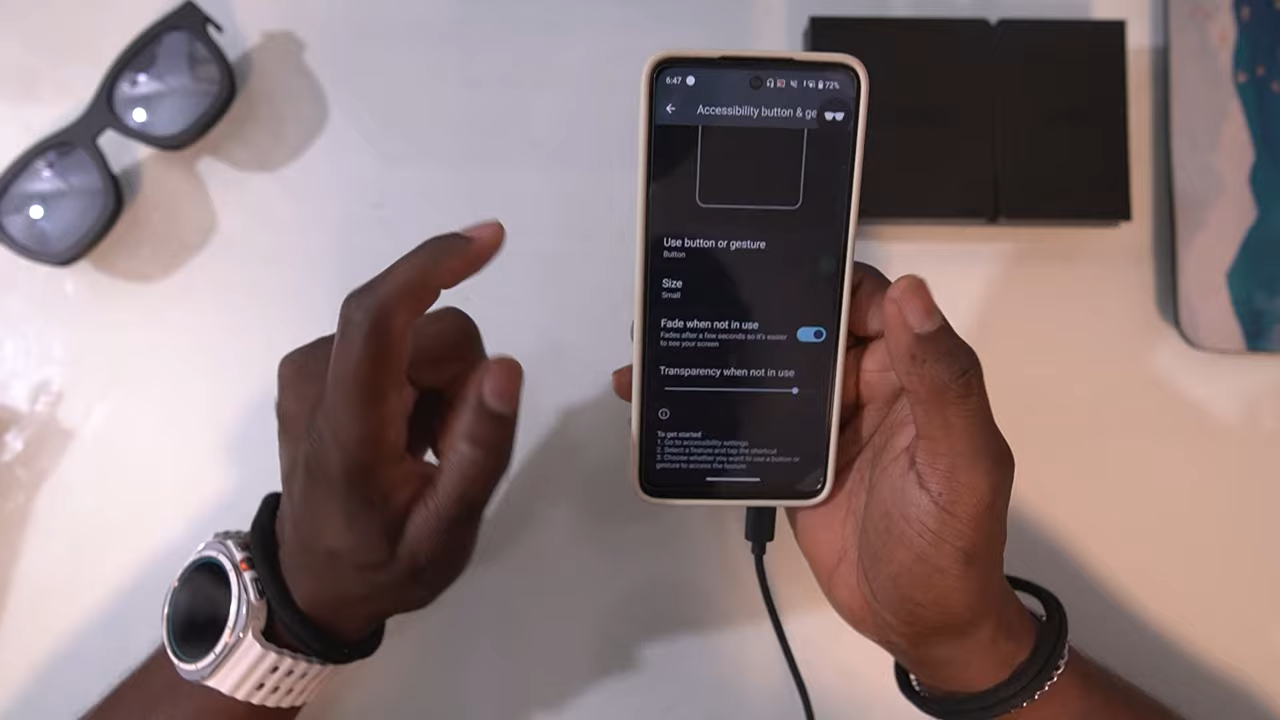 6:47 72%
Accessibility button & ge
Use button or gesture
Button
Size
Small
Fade when not in use
Fades after a few seconds so it's easier
to see your screen
Transparency when not in use
To get started
1. Go to accessibility settings
2. Select a feature and tap the shortcut
3. Choose whether you want to use a button or
gesture to access the feature